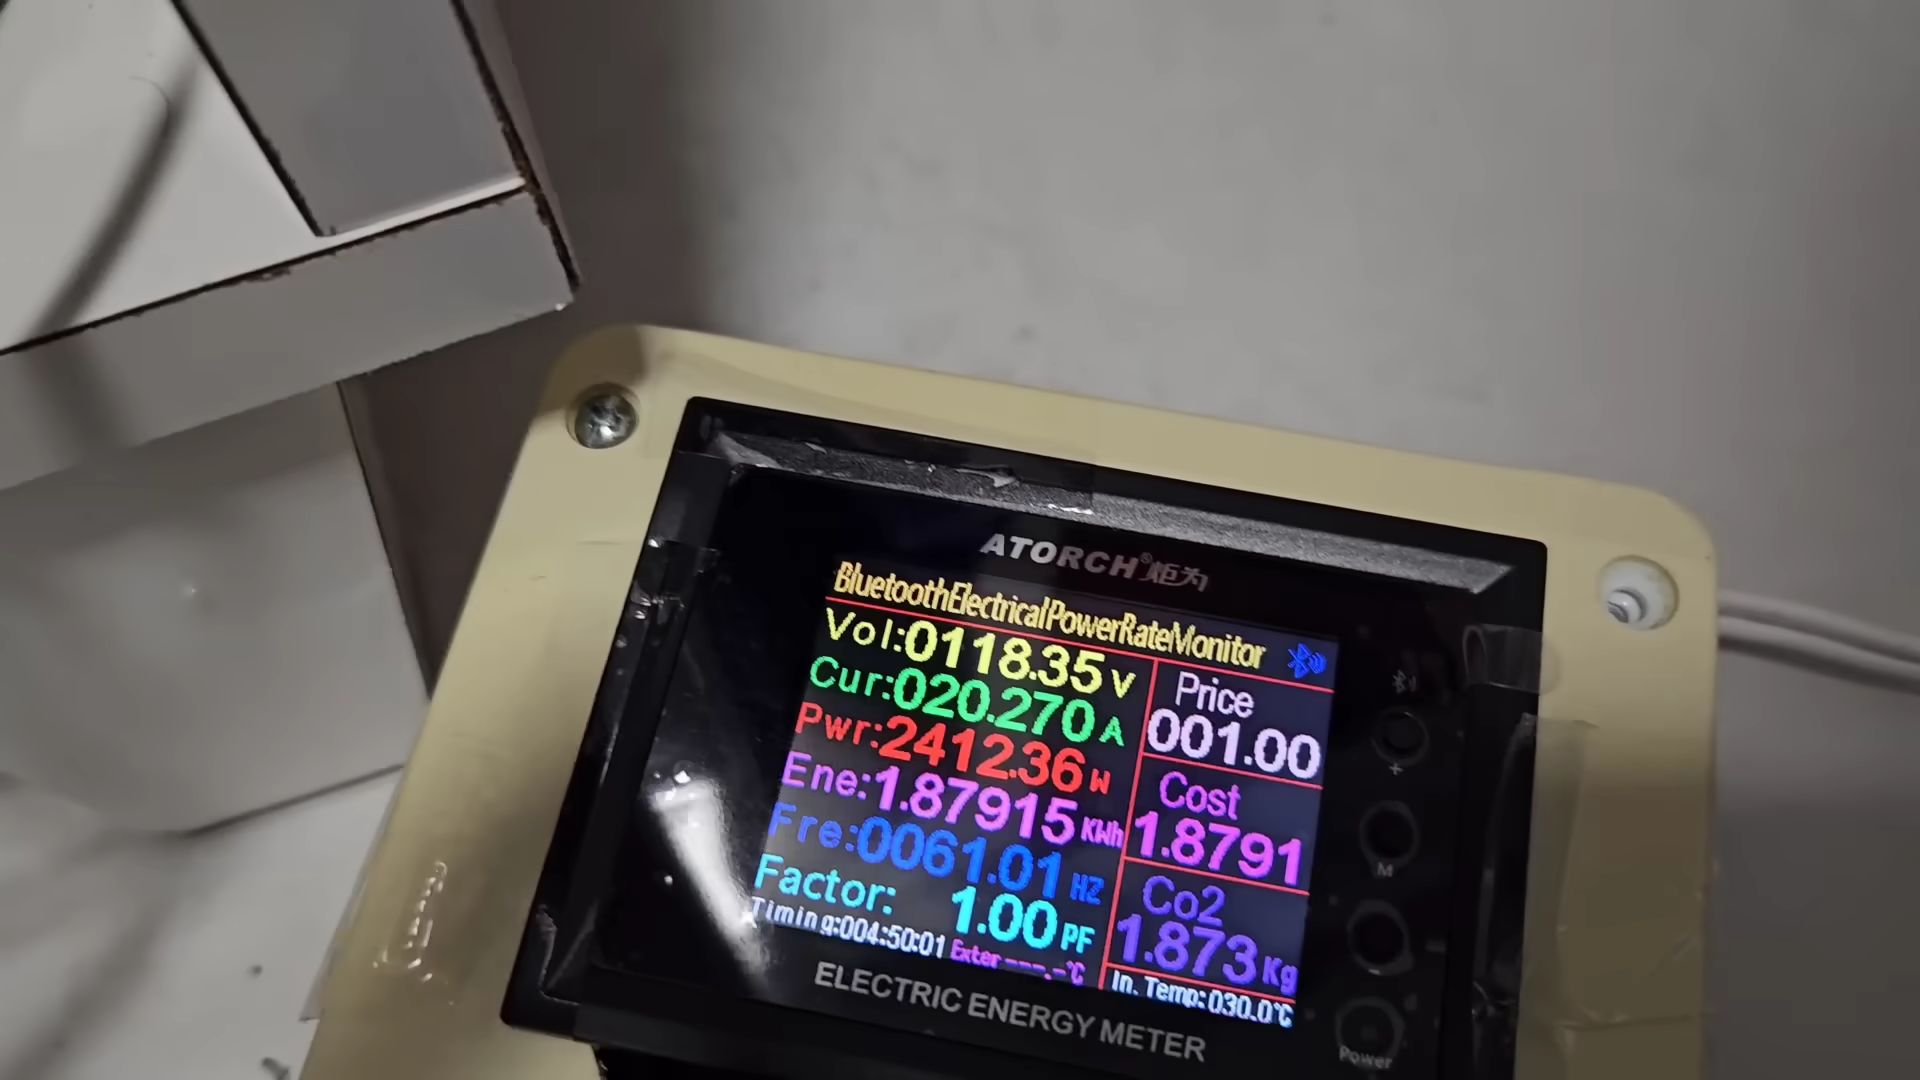 ATORCH®炬为
BluetoothElectricalPowerRateMonitor
Vol:0118.35V
Cur:020.270A
Pwr:2412.36W
Ene:1.87915KWh
Fre:0061.01HZ
Factor: 1.00PF
Timing:004:50:01 Exter---.-℃
Price
001.00
Cost
1.8791
Co2
1.873Kg
In. Temp:030.0℃
+
M
Power
ELECTRIC ENERGY METER